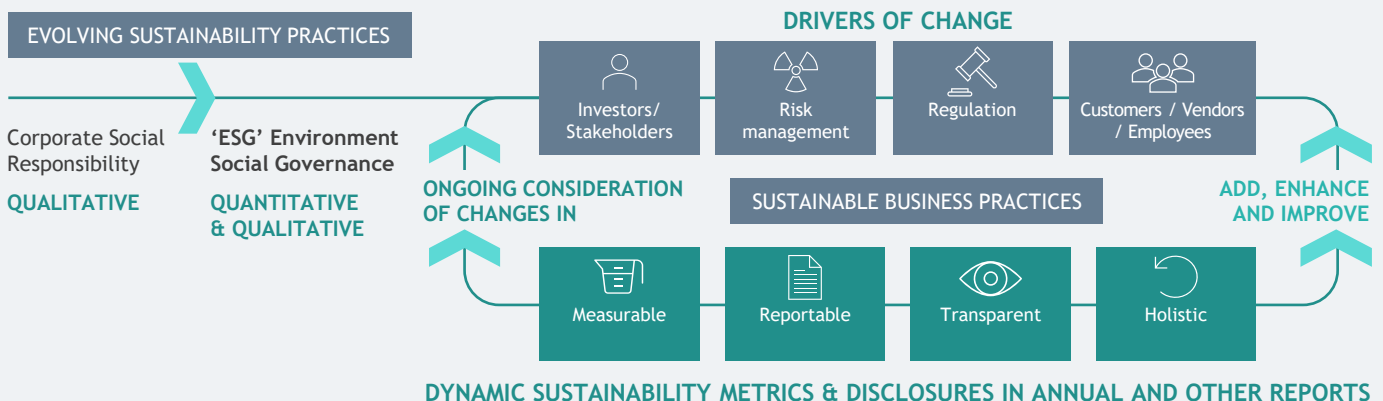 EVOLVING SUSTAINABILITY PRACTICES
Corporate Social
Responsibility
QUALITATIVE
‘ESG’ Environment
Social Governance
QUANTITATIVE
& QUALITATIVE
DRIVERS OF CHANGE
Investors/
Stakeholders
Risk
management
Regulation
Customers / Vendors
/ Employees
ONGOING CONSIDERATION
OF CHANGES IN
SUSTAINABLE BUSINESS PRACTICES
ADD, ENHANCE
AND IMPROVE
Measurable
Reportable
Transparent
Holistic
DYNAMIC SUSTAINABILITY METRICS & DISCLOSURES IN ANNUAL AND OTHER REPORTS